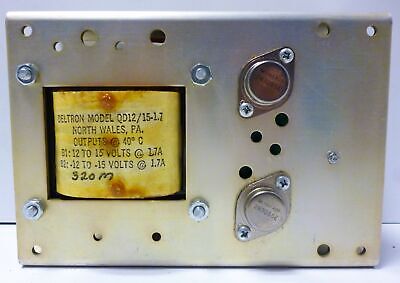 DELTRON MODEL QD12/15-1.7
NORTH WALES, PA.
OUTPUTS @ 40° C
01: 12 TO 15 VOLTS @ 1.7A
02: -12 TO -15 VOLTS @ 1.7A
320M